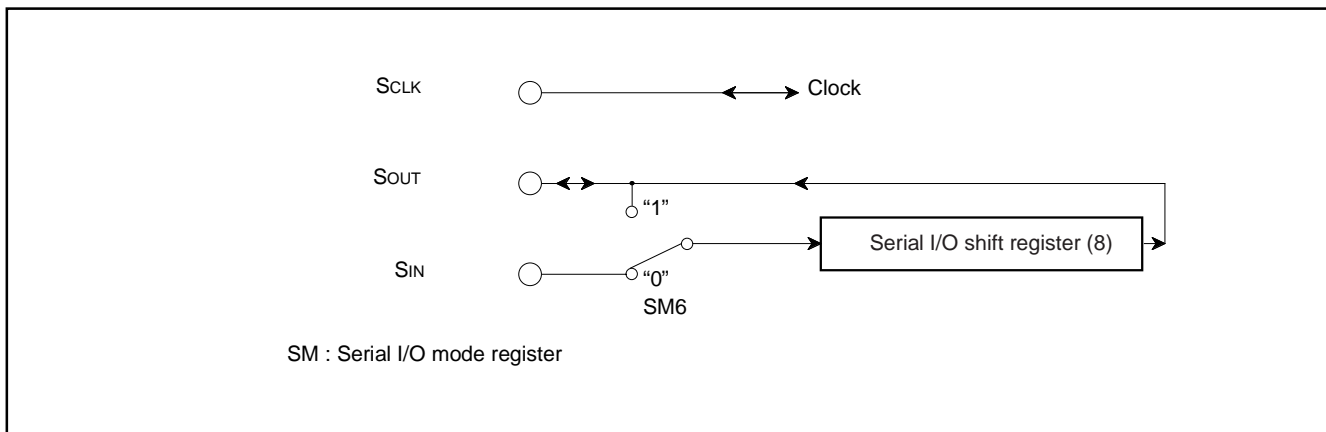 SCLK
Clock
SOUT
“1”
Serial I/O shift register (8)
SIN
“0”
SM6
SM : Serial I/O mode register